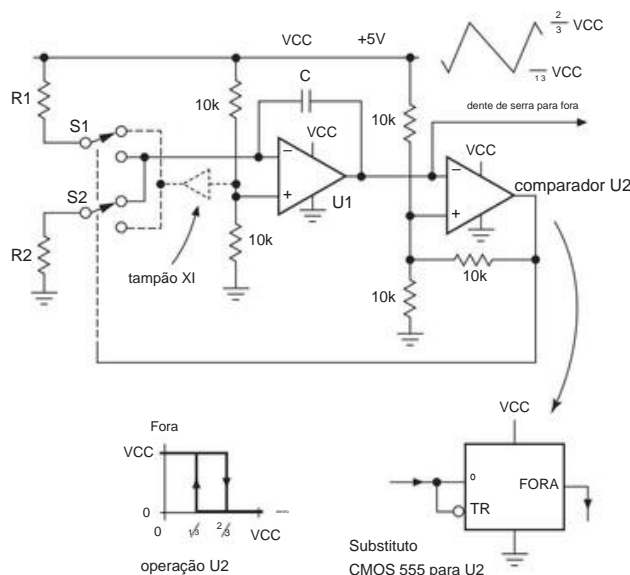 VCC +5V
2
3 VCC
1 3 VCC
R1
10k
C
10k
dente de serra para fora
S1
VCC
–
+
U1
VCC
–
+
comparador U2
S2
R2
tampão XI
10k
10k
10k
Fora
VCC
0
0
1/3
2
3
VCC
operação U2
VCC
o
TR
FORA
Substituto
CMOS 555 para U2